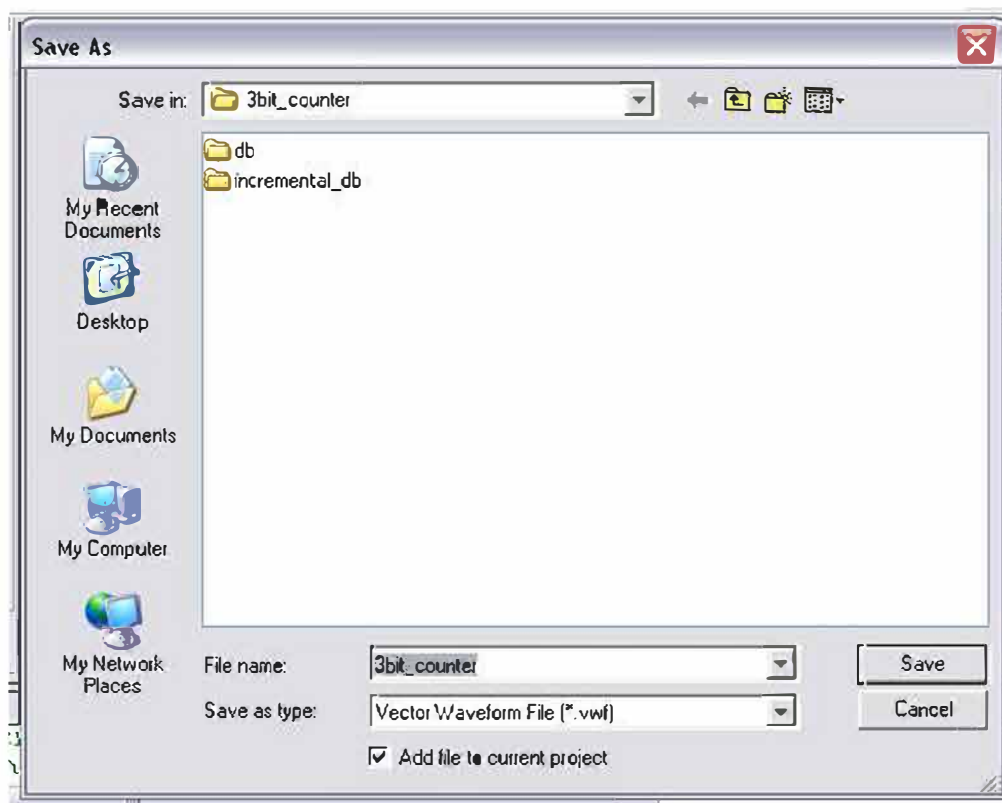 Save As
Save in: 3bit_counter
db
incremental_db
My Recent
Documents
Desktop
My Documents
My Computer
My Network
Places
File name: 3bit_counter
Save
Save as type: Vector Waveform File (*.vwf)
Cancel
Add file to current project